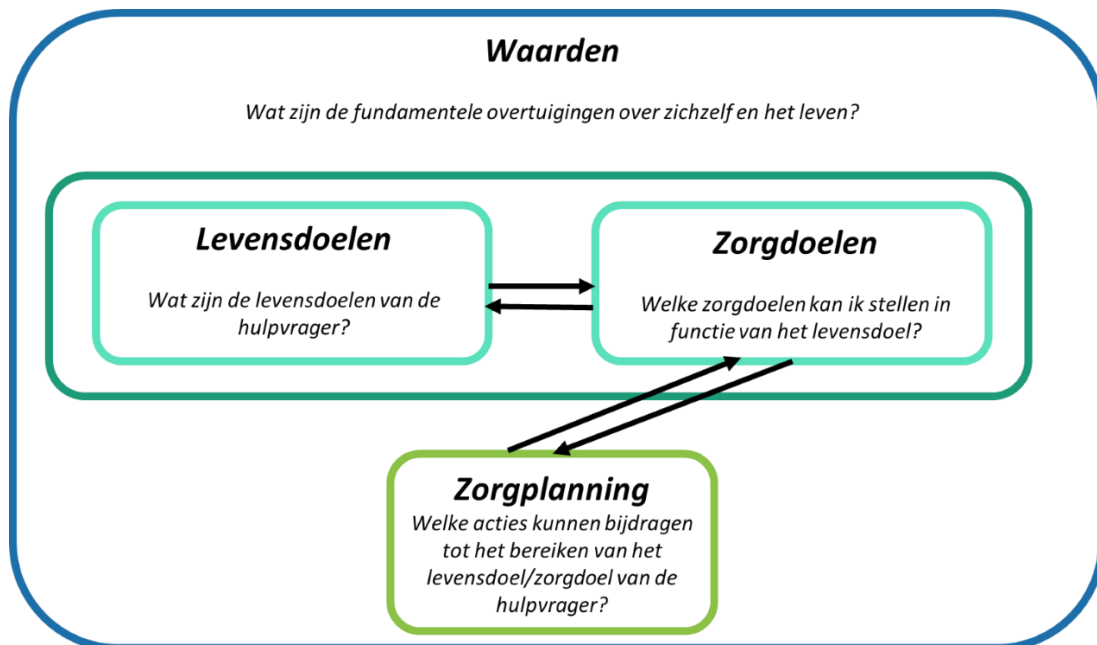 Waarden
Wat zijn de fundamentele overtuigingen over zichzelf en het leven?
Levensdoelen
Wat zijn de levensdoelen van de
hulpvrager?
Zorgdoelen
Welke zorgdoelen kan ik stellen in
functie van het levensdoel?
Zorgplanning
Welke acties kunnen bijdragen
tot het bereiken van het
levensdoel/zorgdoel van de
hulpvrager?